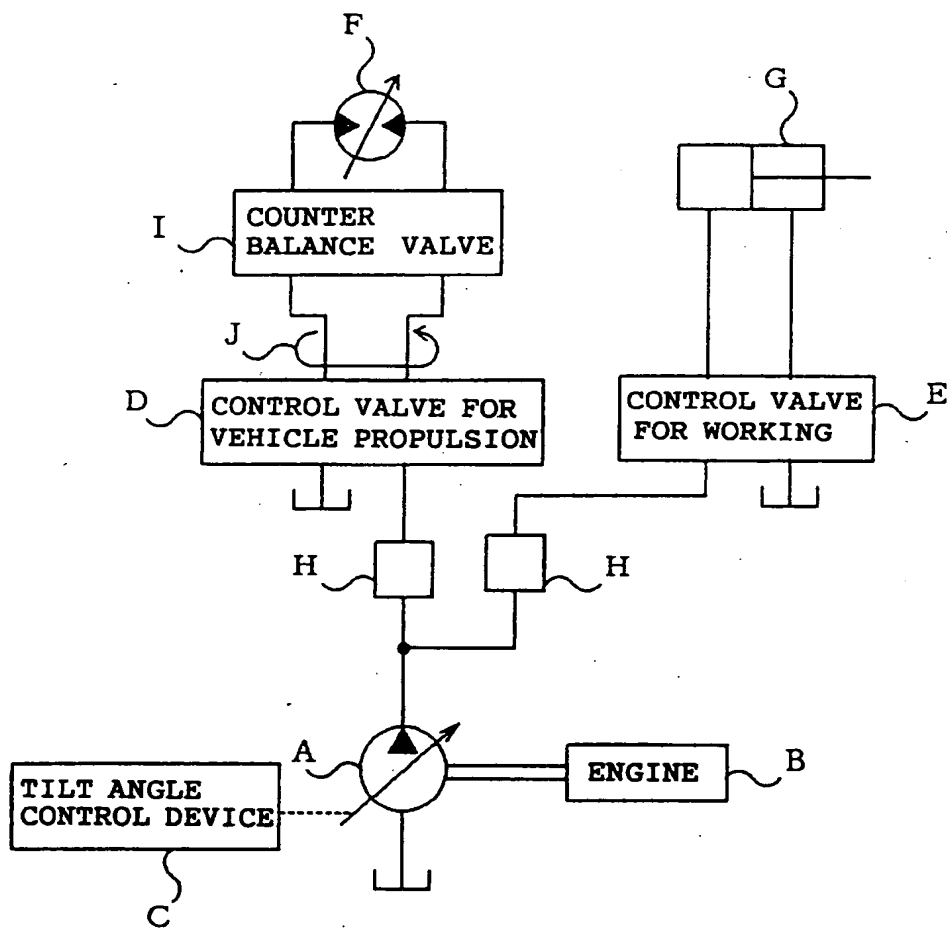 F
G
I
COUNTER
BALANCE VALVE
J
D
CONTROL VALVE FOR
VEHICLE PROPULSION
CONTROL VALVE
FOR WORKING
E
H
H
A
ENGINE
B
TILT ANGLE
CONTROL DEVICE
C